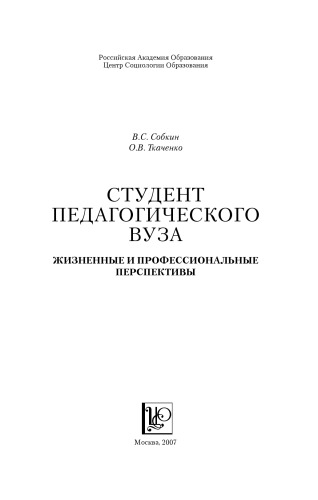 Российская Академия Образования
Центр Социологии Образования
В.С. Собкин
О.В. Ткаченко
СТУДЕНТ
ПЕДАГОГИЧЕСКОГО
ВУЗА
ЖИЗНЕННЫЕ И ПРОФЕССИОНАЛЬНЫЕ
ПЕРСПЕКТИВЫ
ЦСО
Москва, 2007